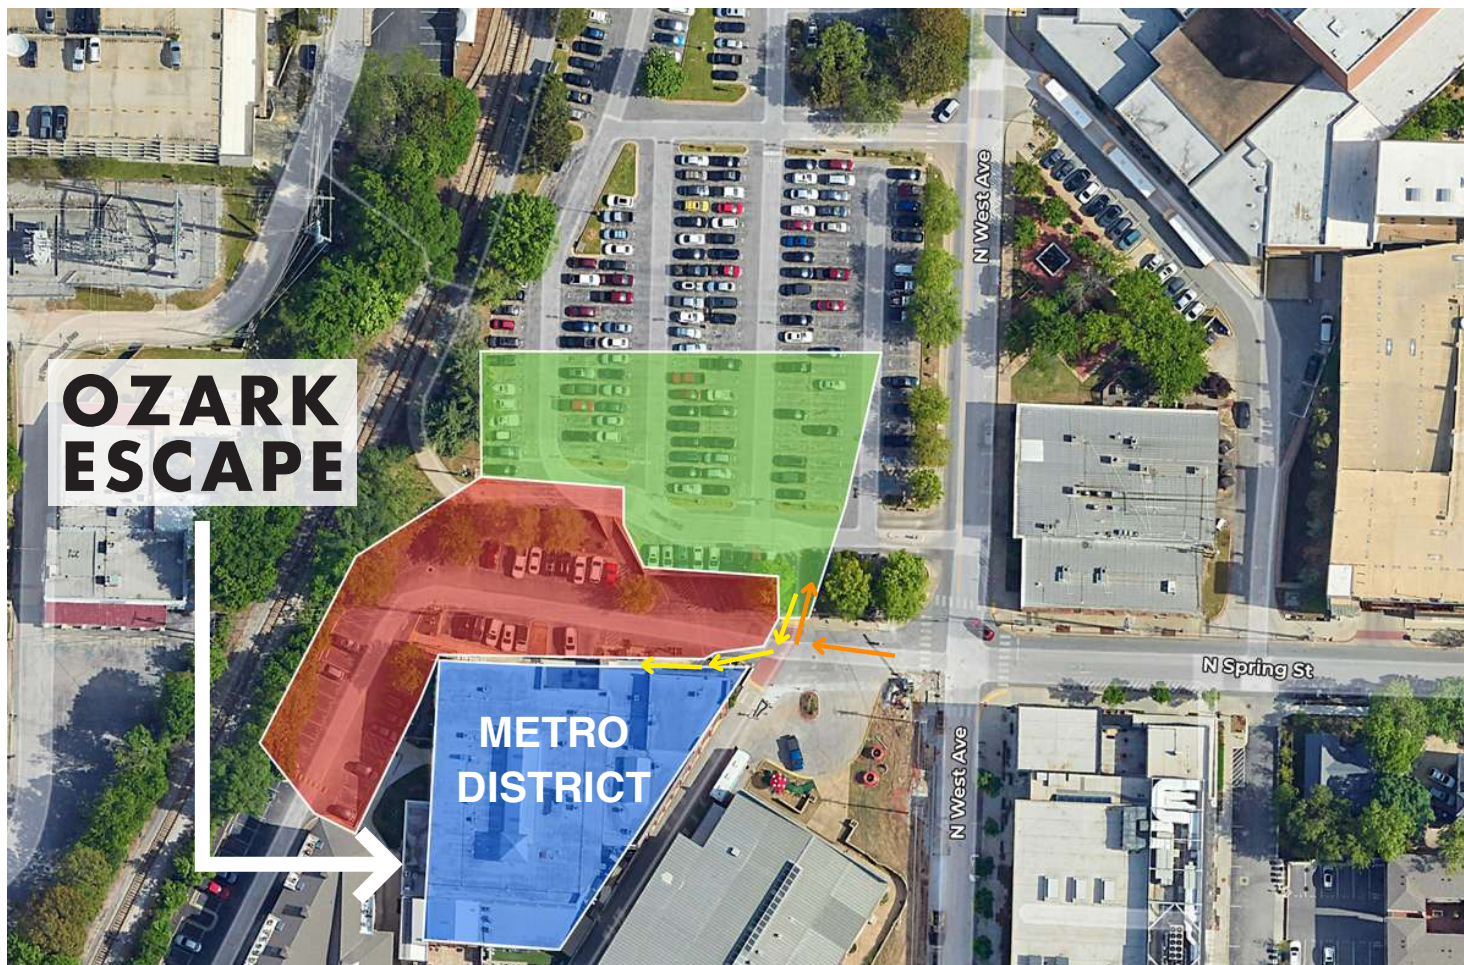 N West Ave
OZARK
ESCAPE
N Spring St
METRO
DISTRICT
N West Ave